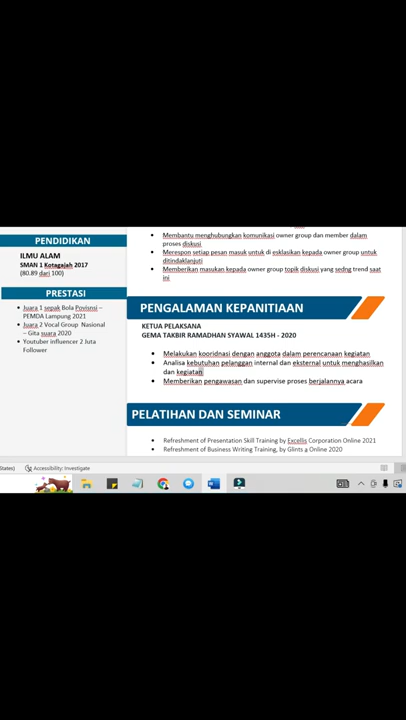 PENDIDIKAN
ILMU ALAM
SMAN 1 Kotagajah 2017
(80.89 dari 100)
PRESTASI
Juara 1 sepak Bola Povisnsi –
PEMDA Lampung 2021
Juara 2 Vocal Group Nasional
– Gita suara 2020
Youtube influencer 2 Juta
Follower
Membantu menghubungkan komunikasi owner group dan member dalam
proses diskusi
Merespon setiap pesan masuk untuk di esklasikan kepada owner group untuk
ditindaklanjuti
Memberikan masukan kepada owner group topik diskusi yang sedng trend saat
ini
PENGALAMAN KEPANITIAAN
KETUA PELAKSANA
GEMA TAKBIR RAMADHAN SYAWAL 1435H - 2020
Melakukan kooridnasi dengan anggota dalam perencanaan kegiatan
Analisa kebutuhan pelanggan internal dan eksternal untuk menghasilkan
dan kegiatan
Memberikan pengawasan dan supervise proses berjalannya acara
PELATIHAN DAN SEMINAR
Refreshment of Presentation Skill Training by Excellis Corporation Online 2021
Refreshment of Business Writing Training, by Glints a Online 2020
States)
Accessibility: Investigate